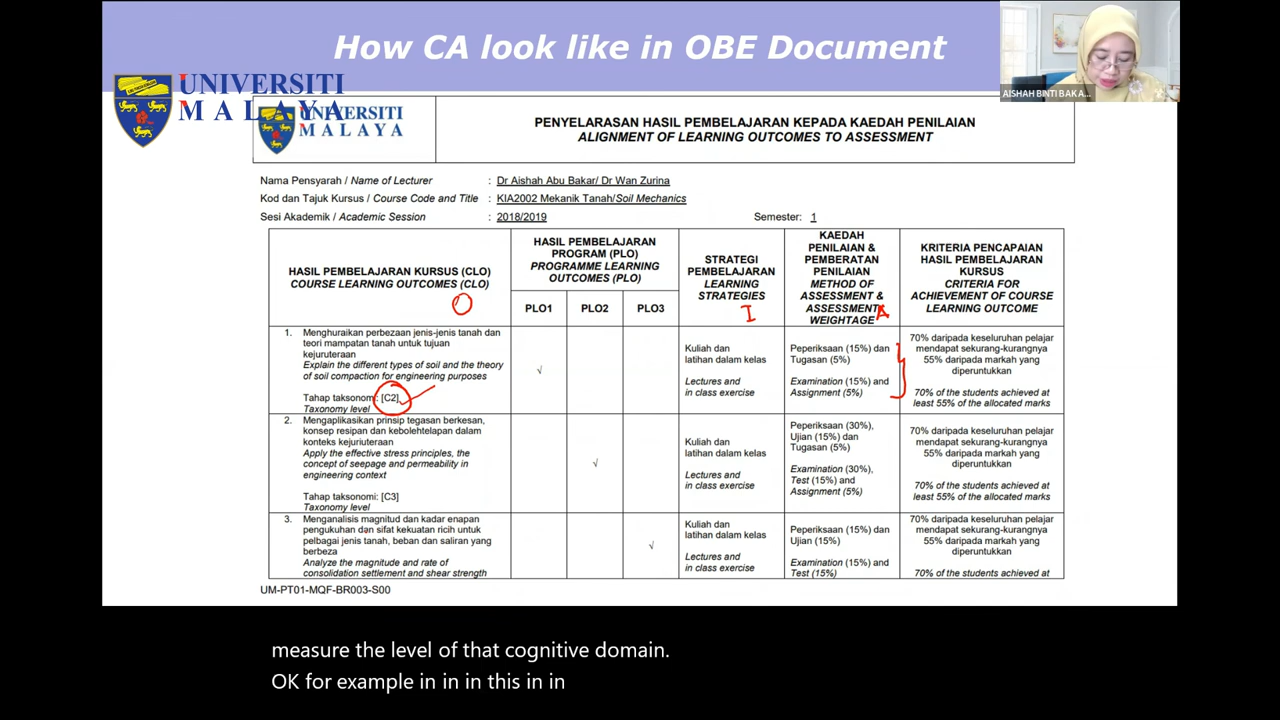 How CA look like in OBE Document
AISHAH BINTI BAKA...
UNIVERSITI
MALAYA
UNIVERSITI
MALAYA
PENYELARASAN HASIL PEMBELAJARAN KEPADA KAEDAH PENILAIAN
ALIGNMENT OF LEARNING OUTCOMES TO ASSESSMENT
Nama Pensyarah / Name of Lecturer : Dr Aishah Abu Bakar/ Dr Wan Zurina
Kod dan Tajuk Kursus / Course Code and Title : KIA2002 Mekanik Tanah/Soil Mechanics
Sesi Akademik / Academic Session : 2018/2019 Semester: 1
HASIL PEMBELAJARAN KURSUS (CLO)
COURSE LEARNING OUTCOMES (CLO)
O
HASIL PEMBELAJARAN
PROGRAM (PLO)
PROGRAMME LEARNING
OUTCOMES (PLO)
PLO1 PLO2 PLO3
STRATEGI
PEMBELAJARAN
LEARNING
STRATEGIES
I
KAEDAH
PENILAIAN &
PEMBERATAN
PENILAIAN
METHOD OF
ASSESSMENT &
ASSESSMENT
WEIGHTAGE
A
KRITERIA PENCAPAIAN
HASIL PEMBELAJARAN
KURSUS
CRITERIA FOR
ACHIEVEMENT OF COURSE
LEARNING OUTCOME
1. Menghuraikan perbezaan jenis-jenis tanah dan
teori mampatan tanah untuk tujuan
kejuruteraan
Explain the different types of soil and the theory
of soil compaction for engineering purposes
Tahap taksonomi: [C2],
Taxonomy level
√
Kuliah dan
latihan dalam kelas
Lectures and
in class exercise
Peperiksaan (15%) dan
Tugasan (5%)
Examination (15%) and
Assignment (5%)
70% daripada keseluruhan pelajar
mendapat sekurang-kurangnya
55% daripada markah yang
diperuntukkan
70% of the students achieved at
least 55% of the allocated marks
2. Mengaplikasikan prinsip tegasan berkesan,
konsep resipan dan kebolehtelapan dalam
konteks kejuriuteraan
Apply the effective stress principles, the
concept of seepage and permeability in
engineering context
Tahap taksonomi: [C3]
Taxonomy level
√
Kuliah dan
latihan dalam kelas
Lectures and
in class exercise
Peperiksaan (30%),
Ujian (15%) dan
Tugasan (5%)
Examination (30%),
Test (15%) and
Assignment (5%)
70% daripada keseluruhan pelajar
mendapat sekurang-kurangnya
55% daripada markah yang
diperuntukkan
70% of the students achieved at
least 55% of the allocated marks
3. Menganalisis magnitud dan kadar enapan
pengukuhan dan sifat kekuatan ricih untuk
pelbagai jenis tanah, beban dan saliran yang
berbeza
Analyze the magnitude and rate of
consolidation settlement and shear strength
√
Kuliah dan
latihan dalam kelas
Lectures and
in class exercise
Peperiksaan (15%) dan
Ujian (15%)
Examination (15%) and
Test (15%)
70% daripada keseluruhan pelajar
mendapat sekurang-kurangnya
55% daripada markah yang
diperuntukkan
70% of the students achieved at
UM-PT01-MQF-BR003-S00
measure the level of that cognitive domain.
OK for example in in in this in in